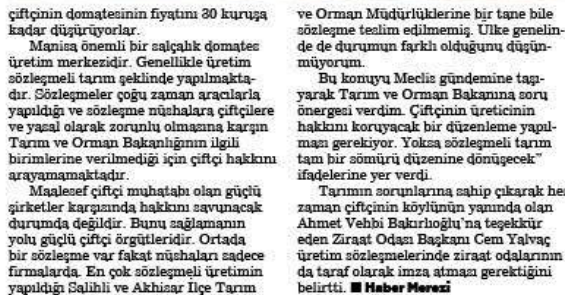 çiftçinin domatesinin fiyatını 30 kuruşa
kadar düşürüyorlar.
Manisa önemli bir salçalık domates
üretim merkezidir. Genellikle üretim
sözleşmeli tarım şeklinde yapılmakta-
dır. Sözleşmeler çoğu zaman aracılarla
yapıldığı ve sözleşme nüshalara çiftçilere
ve yasal olarak zorunlu olmasına karşın
Tarım ve Orman Bakanlığının ilgili
birimlerine verilmediği için çiftçi hakkını
arayamamaktadır.
Maalesef çiftçi muhatabı olan güçlü
şirketler karşısında hakkını savunacak
durumda değildir. Bunu sağlamanın
yolu güçlü çiftçi örgütleridir. Ortada
bir sözleşme var fakat nüshaları sadece
firmalarda. En çok sözleşmeli üretimin
yapıldığı Salihli ve Akhisar İlçe Tarım
ve Orman Müdürlüklerine bir tane bile
sözleşme teslim edilmemiş. Ülke genelin-
de de durumun farklı olduğunu düşün-
müyorum.
Bu konuyu Meclis gündemine taşı-
yarak Tarım ve Orman Bakanına soru
önergesi verdim. Çiftçinin üreticinin
hakkını koruyacak bir düzenleme yapıl-
ması gerekiyor. Yoksa sözleşmeli tarım
tam bir sömürü düzenine dönüşecek"
ifadelerine yer verdi.
Tarımın sorunlarına sahip çıkarak her
zaman çiftçinin köylünün yanında olan
Ahmet Vehbi Bakırlıoğlu'na teşekkür
eden Ziraat Odası Başkanı Cem Yalvaç
üretim sözleşmelerinde ziraat odalarının
da taraf olarak imza atması gerektiğini
belirtti. ■ Haber Merezi